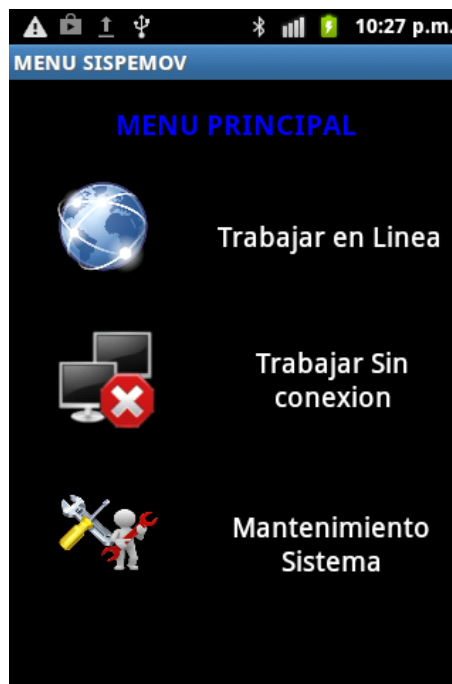 10:27 p.m.
MENU SISPEMOV
MENU PRINCIPAL
Trabajar en Linea
Trabajar Sin
conexion
Mantenimiento
Sistema